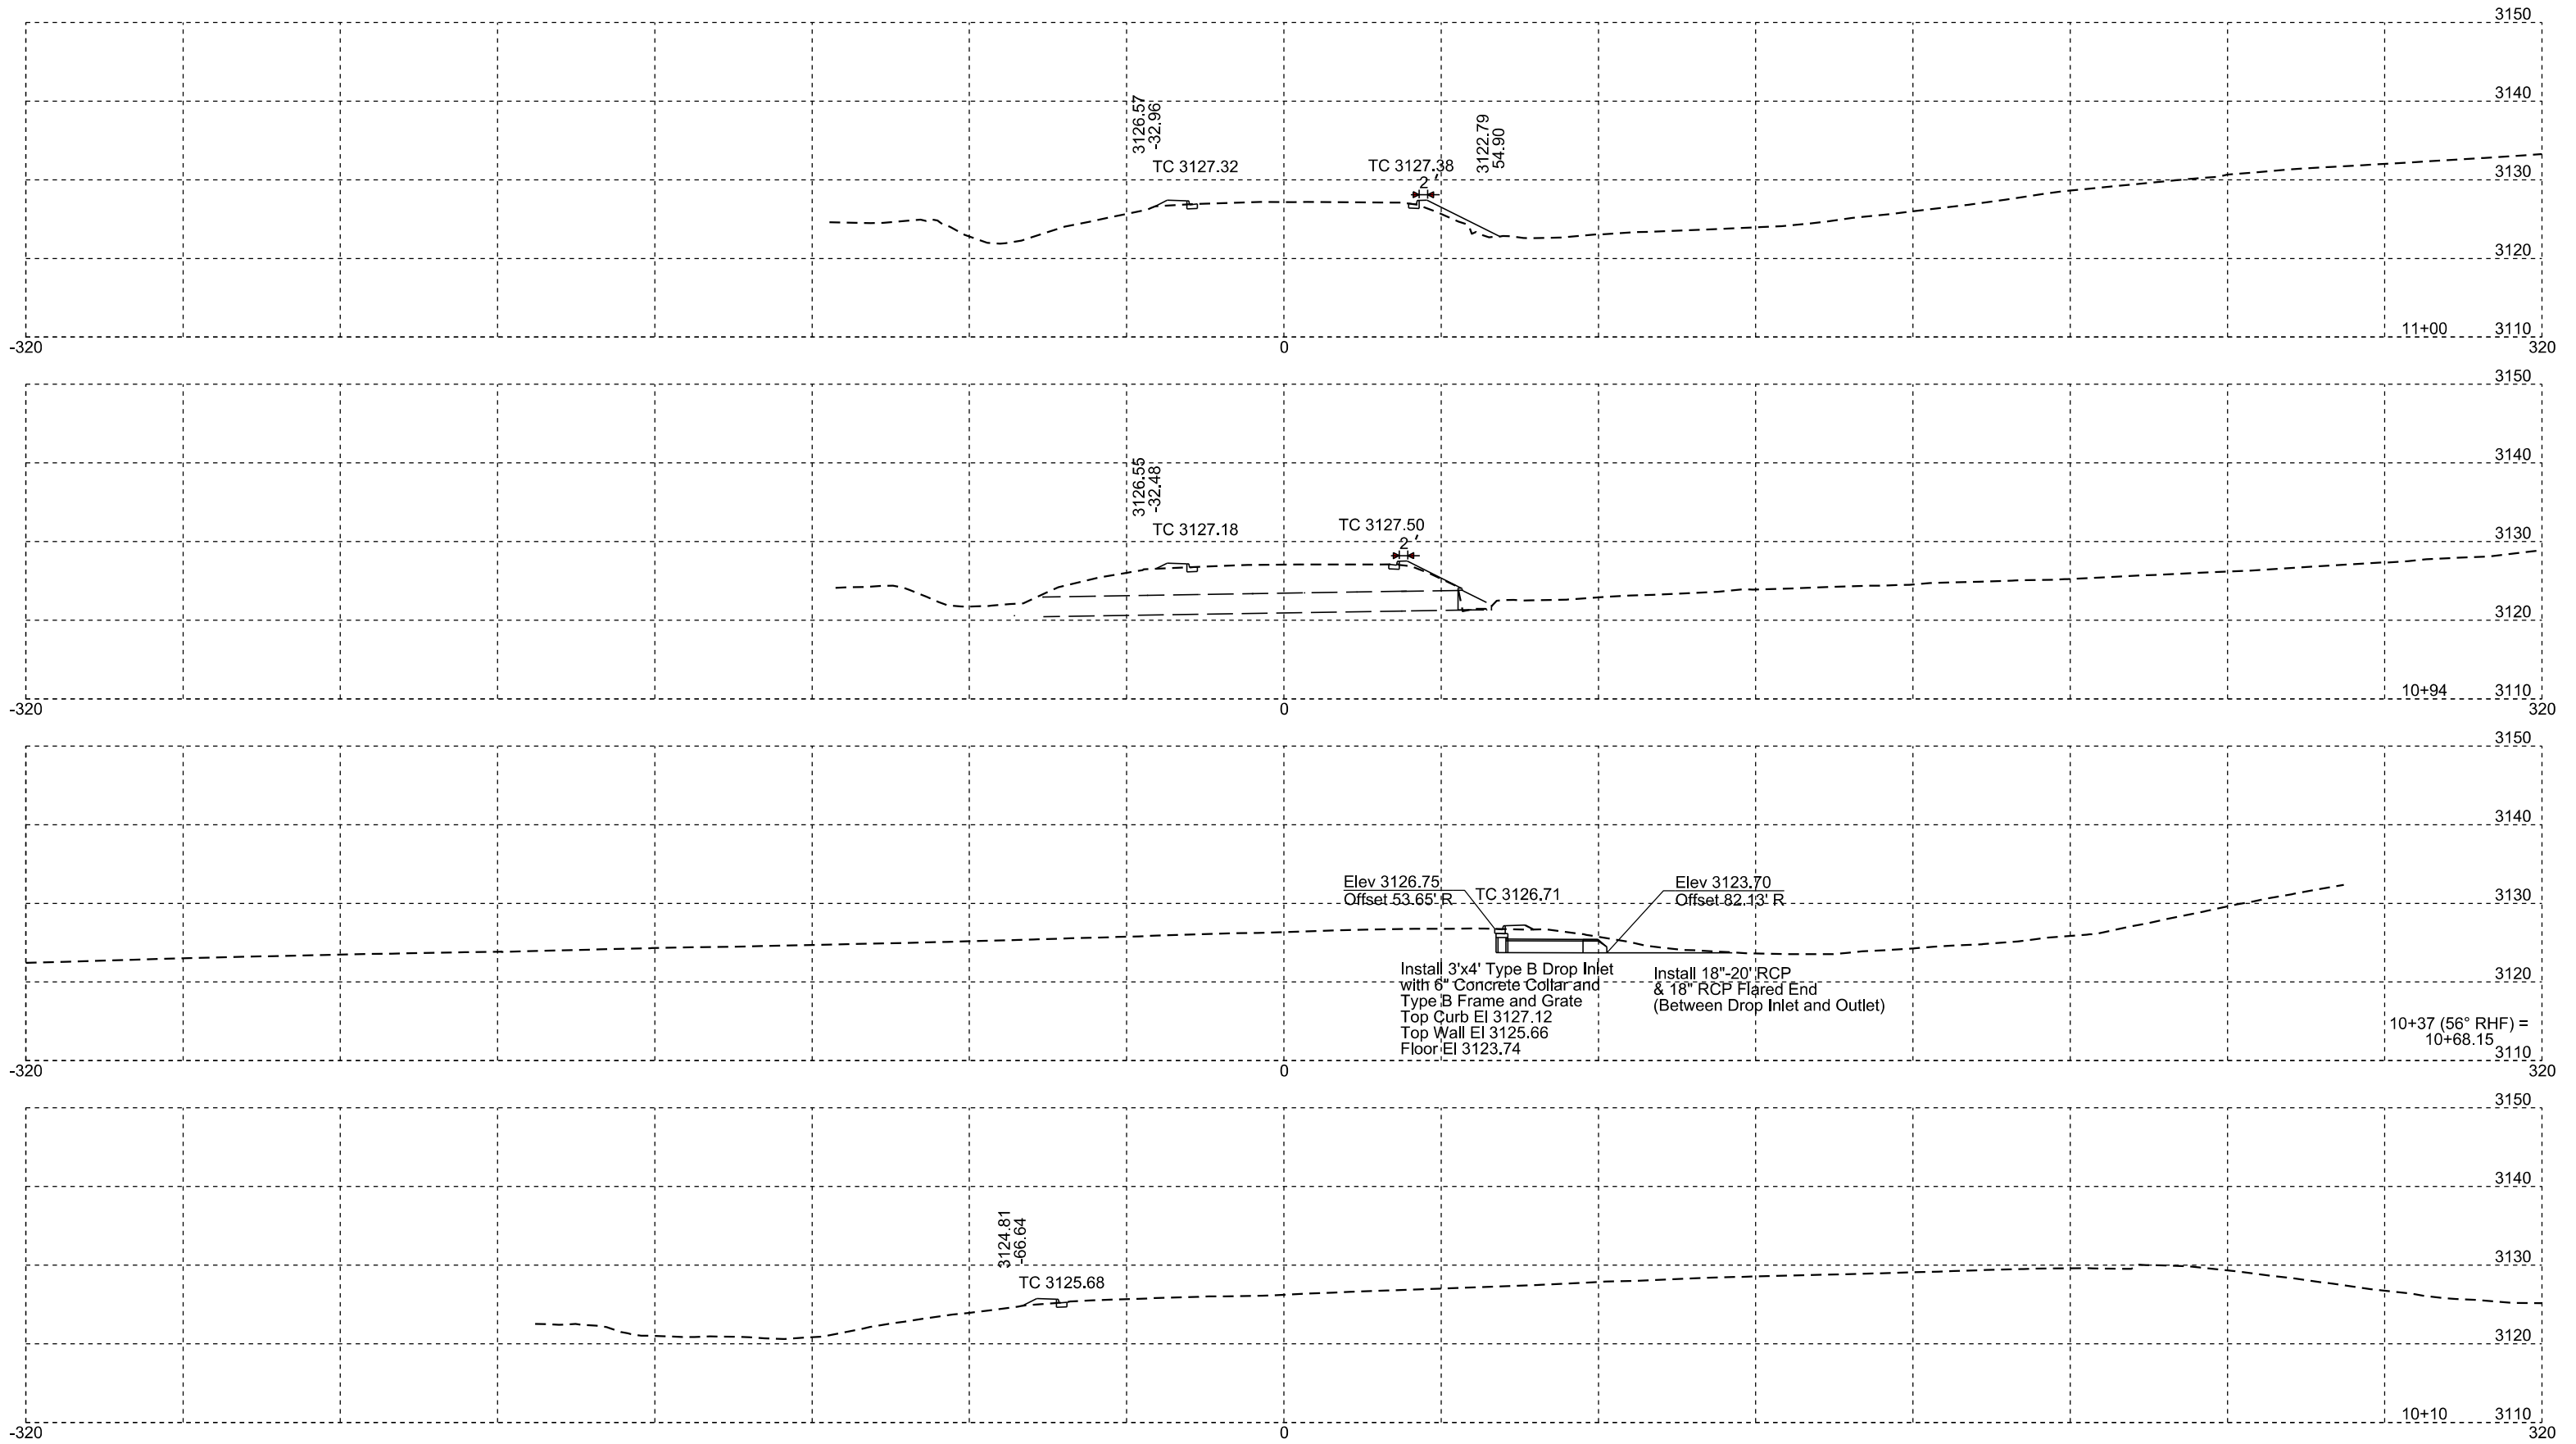 3150
3140
3126.57
-32.96
3122.79
54.90
TC 3127.32
TC 3127.38
3130
2'
3120
11+00
3110
-320
0
320
3150
3140
3126.55
-32.48
TC 3127.18
TC 3127.50
3130
2'
3120
10+94
3110
-320
0
320
3150
3140
Elev 3126.75
Offset 53.65' R
TC 3126.71
Elev 3123.70
Offset 82.13' R
3130
3120
Install 3'x4' Type B Drop Inlet
with 6" Concrete Collar and
Type B Frame and Grate
Top Curb El 3127.12
Top Wall El 3125.66
Floor El 3123.74
Install 18"-20' RCP
& 18" RCP Flared End
(Between Drop Inlet and Outlet)
10+37 (56° RHF) =
10+68.15
3110
-320
0
320
3150
3140
3124.81
-66.64
TC 3125.68
3130
3120
10+10
3110
-320
0
320